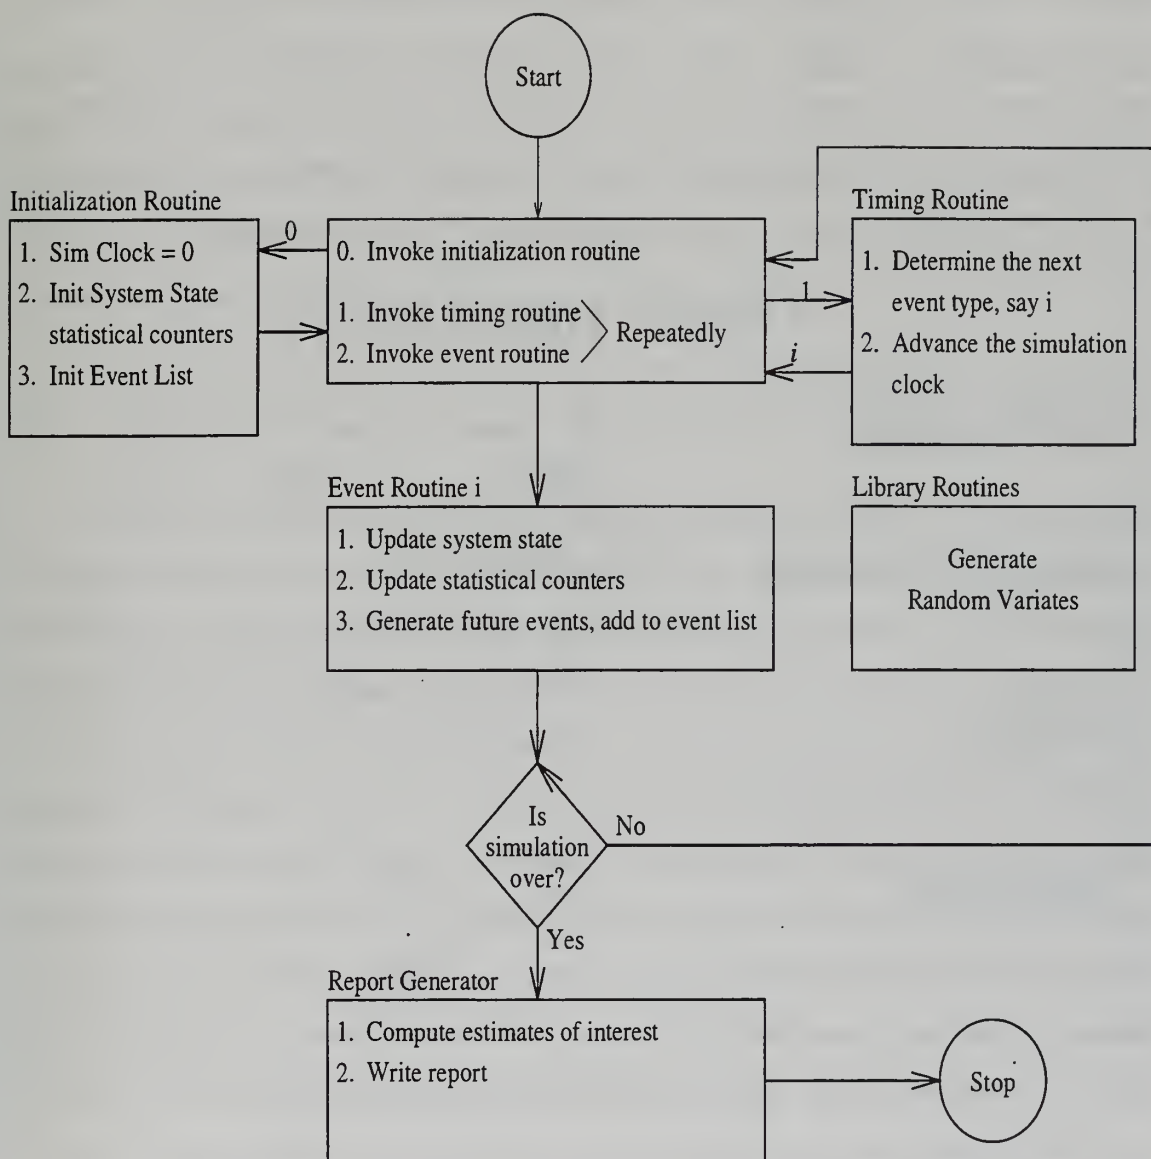 Start
Initialization Routine
1. Sim Clock = 0
2. Init System State
statistical counters
3. Init Event List
0
0. Invoke initialization routine
1. Invoke timing routine
2. Invoke event routine
Repeatedly
1
i
Timing Routine
1. Determine the next
event type, say i
2. Advance the simulation
clock
Event Routine i
1. Update system state
2. Update statistical counters
3. Generate future events, add to event list
Library Routines
Generate
Random Variates
Is
simulation
over?
No
Yes
Report Generator
1. Compute estimates of interest
2. Write report
Stop